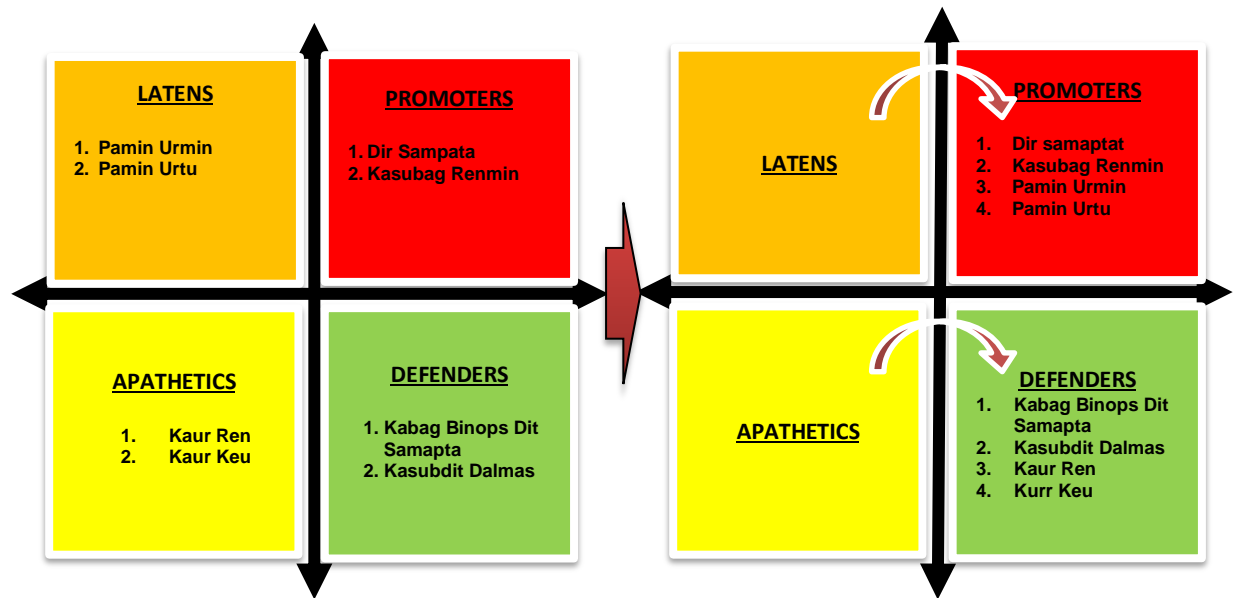 LATENS
1. Pamin Urmin
2. Pamin Urtu
PROMOTERS
1. Dir Sampata
2. Kasubag Renmin
APATHETICS
1. Kaur Ren
2. Kaur Keu
DEFENDERS
1. Kabag Binops Dit
Samapta
2. Kasubdit Dalmas
LATENS
PROMOTERS
1. Dir samaptat
2. Kasubag Renmin
3. Pamin Urmin
4. Pamin Urtu
APATHETICS
DEFENDERS
1. Kabag Binops Dit
Samapta
2. Kasubdit Dalmas
3. Kaur Ren
4. Kurr Keu